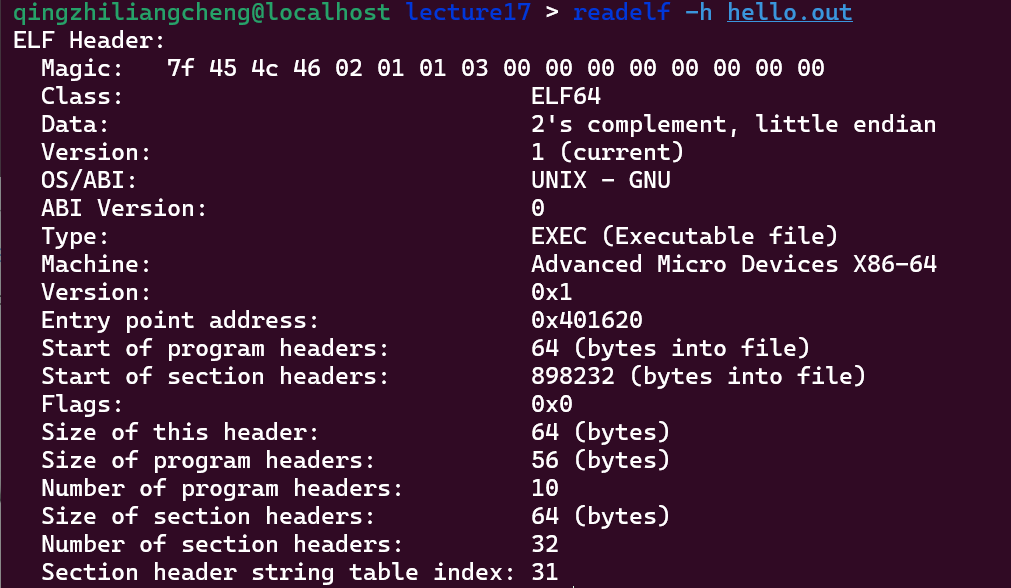 qingzhiliangcheng@localhost lecture17 > readelf -h hello.out
ELF Header:
  Magic:   7f 45 4c 46 02 01 01 03 00 00 00 00 00 00 00 00
  Class:                             ELF64
  Data:                              2's complement, little endian
  Version:                           1 (current)
  OS/ABI:                            UNIX - GNU
  ABI Version:                       0
  Type:                              EXEC (Executable file)
  Machine:                           Advanced Micro Devices X86-64
  Version:                           0x1
  Entry point address:               0x401620
  Start of program headers:          64 (bytes into file)
  Start of section headers:          898232 (bytes into file)
  Flags:                             0x0
  Size of this header:               64 (bytes)
  Size of program headers:           56 (bytes)
  Number of program headers:         10
  Size of section headers:           64 (bytes)
  Number of section headers:         32
  Section header string table index: 31